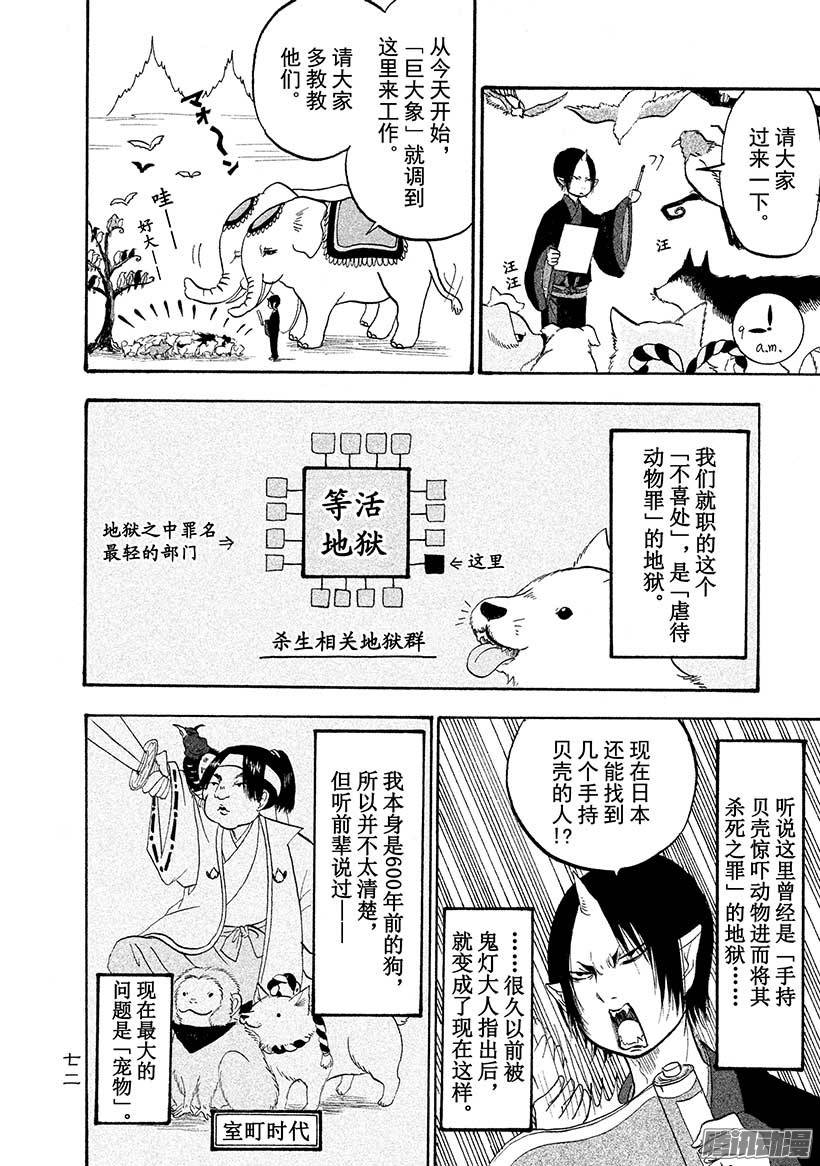 请大家
过来一下。
汪
汪
汪
a.m.
从今天开始，
「巨大象」就调到
这里来工作。
请大家
多教教
他们。
マオ～ン
哇——
好大——
我们就职的这个
「不喜处」，是「虐待
动物罪」的地狱。
等活
地狱
地狱之中罪名
最轻的部门⇒
⇐这里
杀生相关地狱群
听说这里曾经是「手持
贝壳惊吓动物进而将其
杀死之罪」的地狱……
现在日本
还能找到
几个手持
贝壳的人!?
……很久以前被
鬼灯大人指出后，
就变成了现在这样。
我本身是600年前的狗，
所以并不太清楚，
但听前辈说过——
现在最大的
问题是「宠物」。
室町时代
七二
腾讯动漫